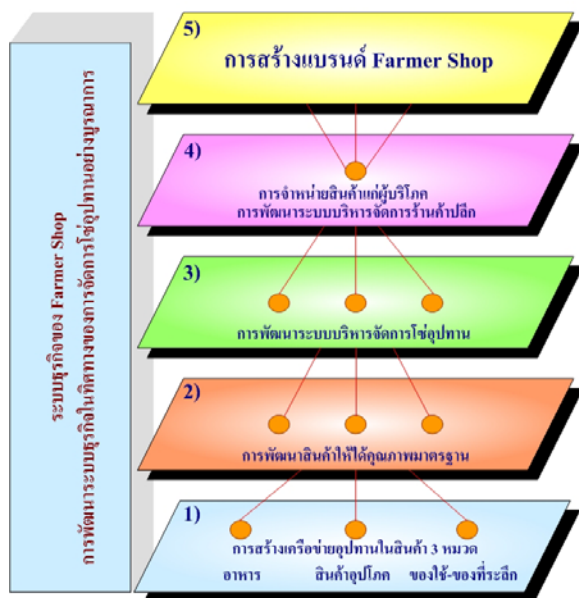 5)
การสร้างแบรนด์ Farmer Shop
4)
การจำหน่ายสินค้าแก่ผู้บริโภค
การพัฒนาระบบบริหารจัดการร้านค้าปลีก
3)
การพัฒนาระบบบริหารจัดการโซ่อุปทาน
2)
การพัฒนาสินค้าให้ได้คุณภาพมาตรฐาน
1)
การสร้างเครือข่ายอุปทานในสินค้า 3 หมวด
อาหาร สินค้าอุปโภค ของใช้-ของที่ระลึก
ระบบธุรกิจของ Farmer Shop
การพัฒนาระบบธุรกิจในทิศทางของการจัดการโซ่อุปทานอย่างบูรณาการ